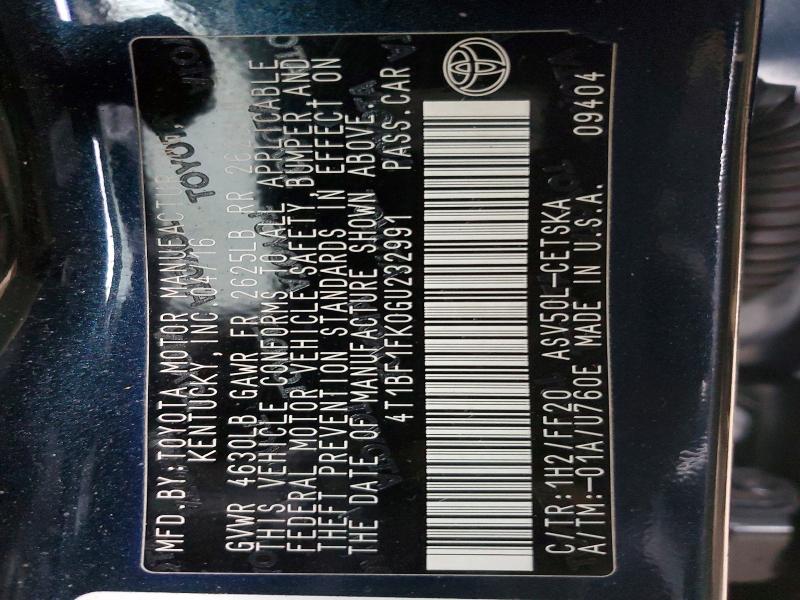 MFD.BY:TOYOTA MOTOR MANUFACTURING
KENTUCKY, INC. 04/16
GVWR 4630LB GAWR FR 2625LB RR
THIS VEHICLE CONFORMS TO ALL APPLICABLE
FEDERAL MOTOR VEHICLE SAFETY, BUMPER, AND
THEFT PREVENTION STANDARDS IN EFFECT ON
THE DATE OF MANUFACTURE SHOWN ABOVE.
4T1BF1FK0GU232991 PASS.CAR
C/TR:1H2/FF20 ASV50L-CETSKA
A/TM:-01A/U760E MADE IN U.S.A. 09404